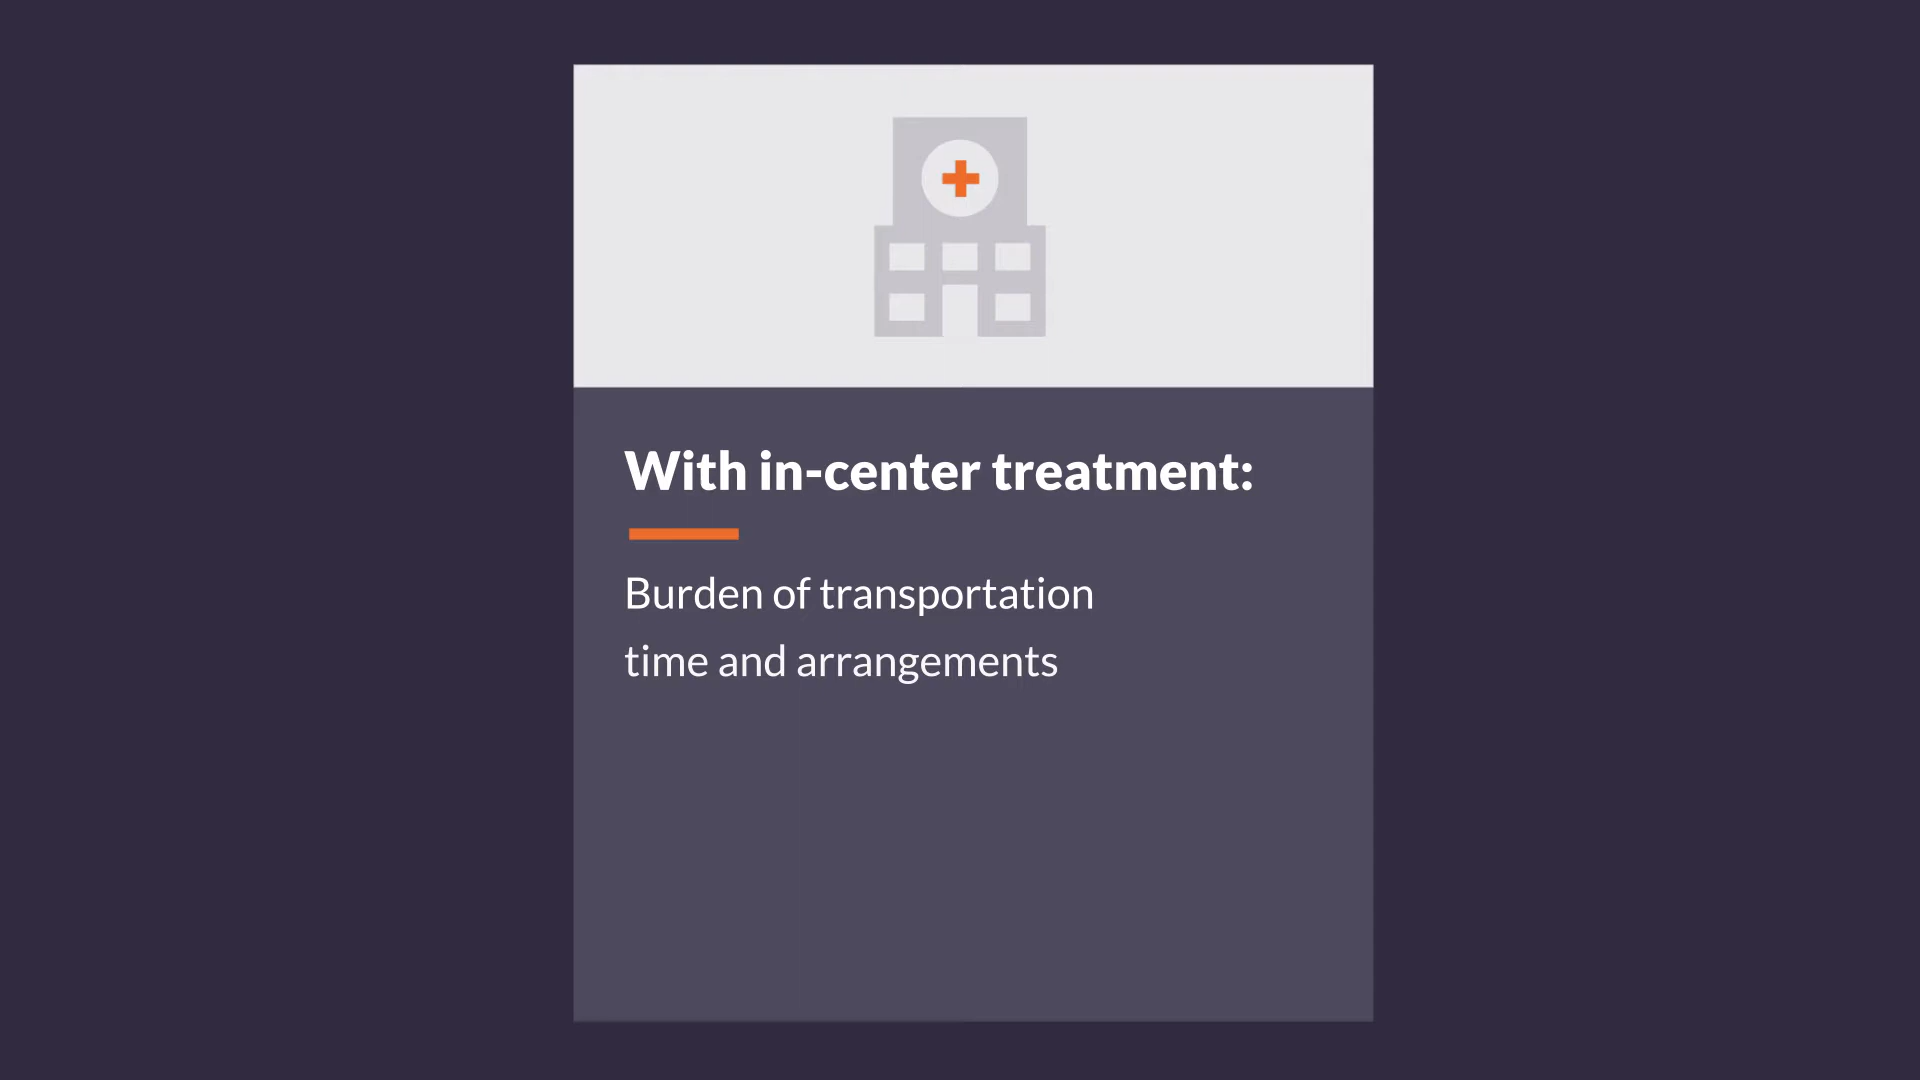 With in-center treatment:
Burden of transportation
time and arrangements